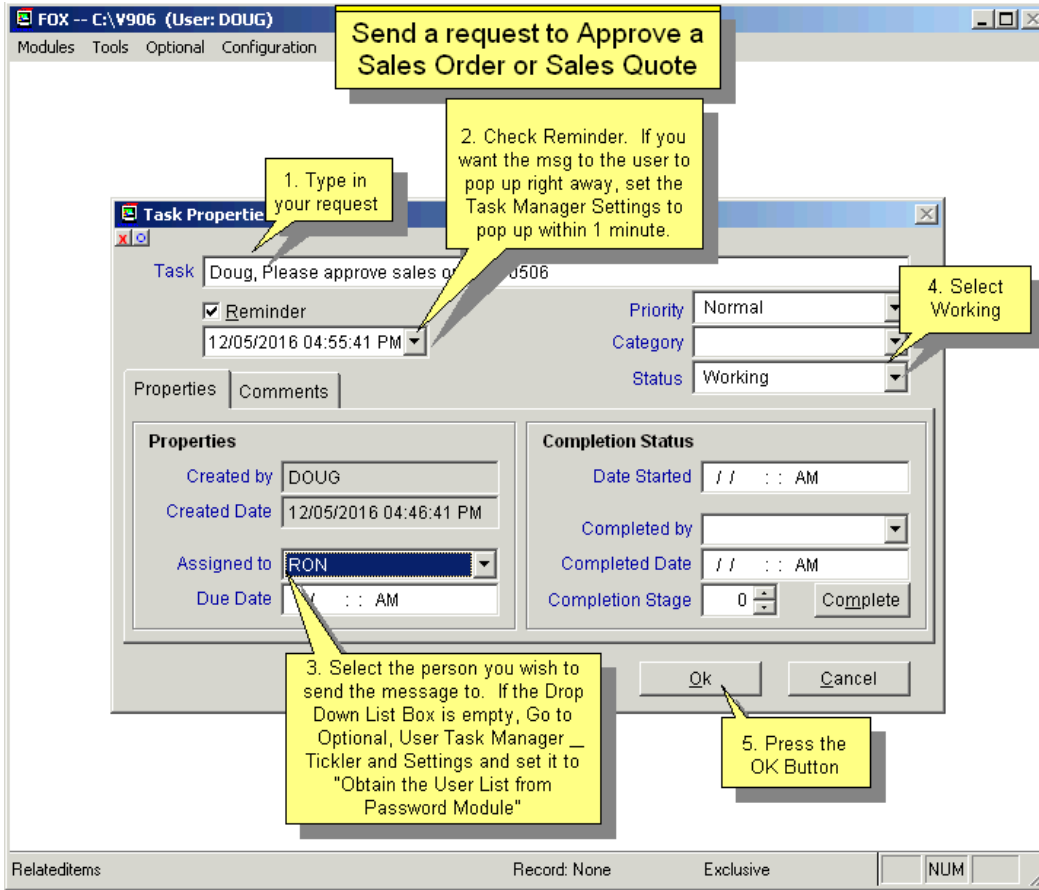 FOX -- C:\V906 (User: DOUG)
Modules Tools Optional Configuration
Send a request to Approve a
Sales Order or Sales Quote
2. Check Reminder. If you
want the msg to the user to
pop up right away, set the
Task Manager Settings to
pop up within 1 minute.
1. Type in
your request
Task Propertie
Task Doug, Please approve sales o 0506
4. Select
Working
Reminder
12/05/2016 04:55:41 PM
Priority Normal
Category
Status Working
Properties Comments
Properties
Created by DOUG
Created Date 12/05/2016 04:46:41 PM
Assigned to RON
Due Date / : : AM
Completion Status
Date Started / / : : AM
Completed by
Completed Date / / : : AM
Completion Stage 0 Complete
3. Select the person you wish to
send the message to. If the Drop
Down List Box is empty, Go to
Optional, User Task Manager _
Tickler and Settings and set it to
"Obtain the User List from
Password Module"
Ok Cancel
5. Press the
OK Button
Relateditems Record: None Exclusive NUM